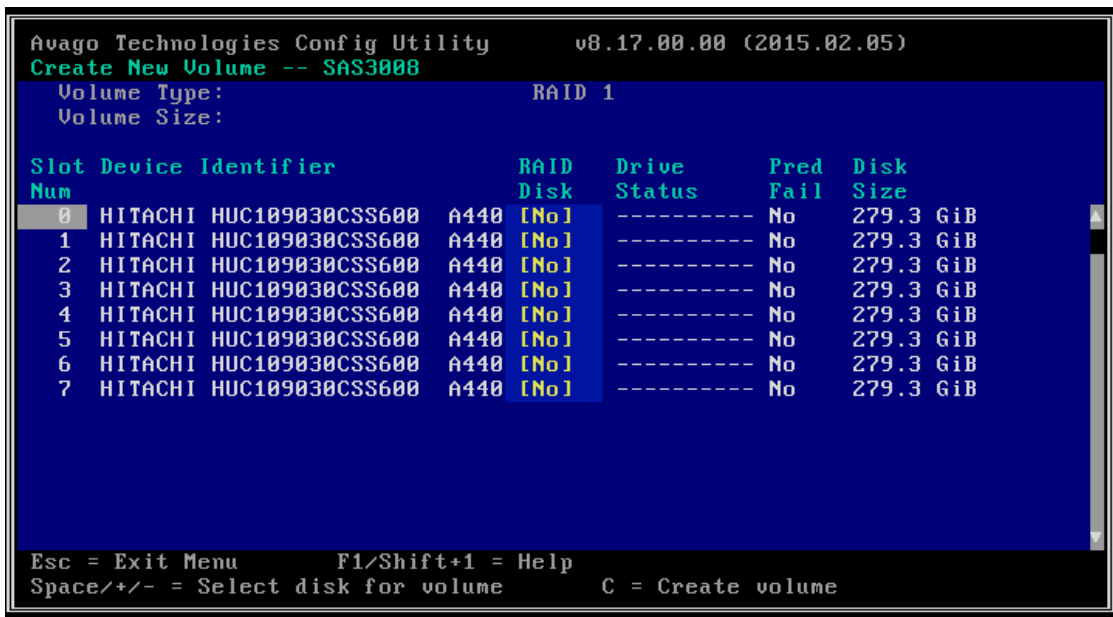 Avago Technologies Config Utility v8.17.00.00 (2015.02.05)
Create New Volume -- SAS3008
Volume Type: RAID 1
Volume Size:
Slot Device Identifier RAID Drive Pred Disk
Num Disk Status Fail Size
0 HITACHI HUC109030CSS600 A440 [No] ---------- No 279.3 GiB
1 HITACHI HUC109030CSS600 A440 [No] ---------- No 279.3 GiB
2 HITACHI HUC109030CSS600 A440 [No] ---------- No 279.3 GiB
3 HITACHI HUC109030CSS600 A440 [No] ---------- No 279.3 GiB
4 HITACHI HUC109030CSS600 A440 [No] ---------- No 279.3 GiB
5 HITACHI HUC109030CSS600 A440 [No] ---------- No 279.3 GiB
6 HITACHI HUC109030CSS600 A440 [No] ---------- No 279.3 GiB
7 HITACHI HUC109030CSS600 A440 [No] ---------- No 279.3 GiB
Esc = Exit Menu F1/Shift+1 = Help
Space/+/- = Select disk for volume C = Create volume